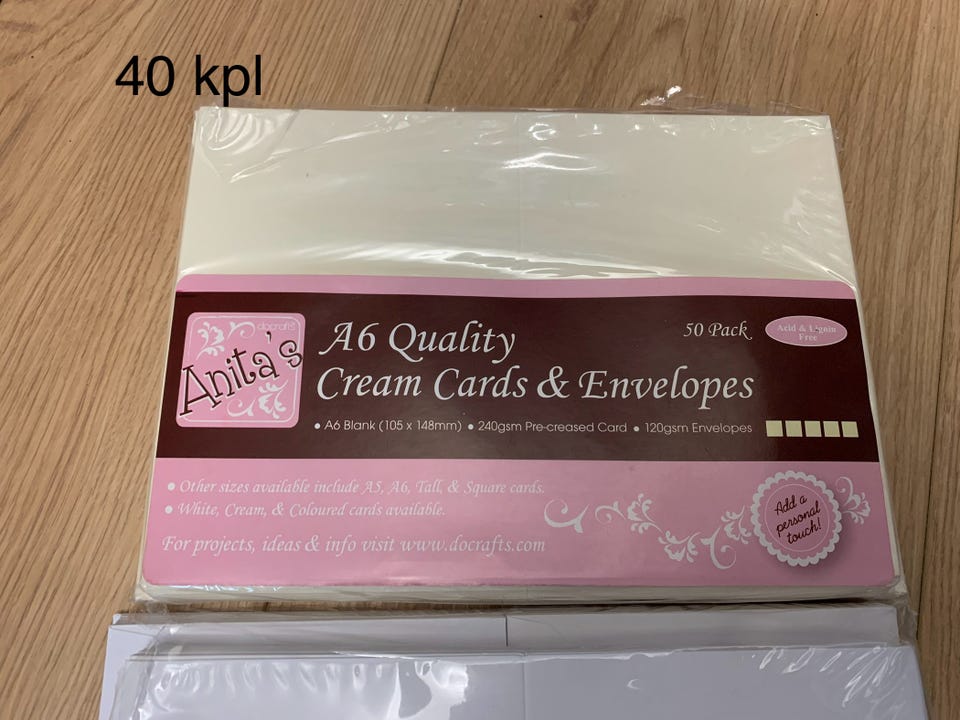 40 kpl
docrafts
Anita's
A6 Quality
Cream Cards & Envelopes
50 Pack
Acid & Lignin
Free
• A6 Blank (105 x 148mm) • 240gsm Pre-creased Card • 120gsm Envelopes
• Other sizes available include A5, A6, Tall, & Square cards.
• White, Cream, & Coloured cards available.
For projects, ideas & info visit www.docrafts.com
Add a
personal
touch!